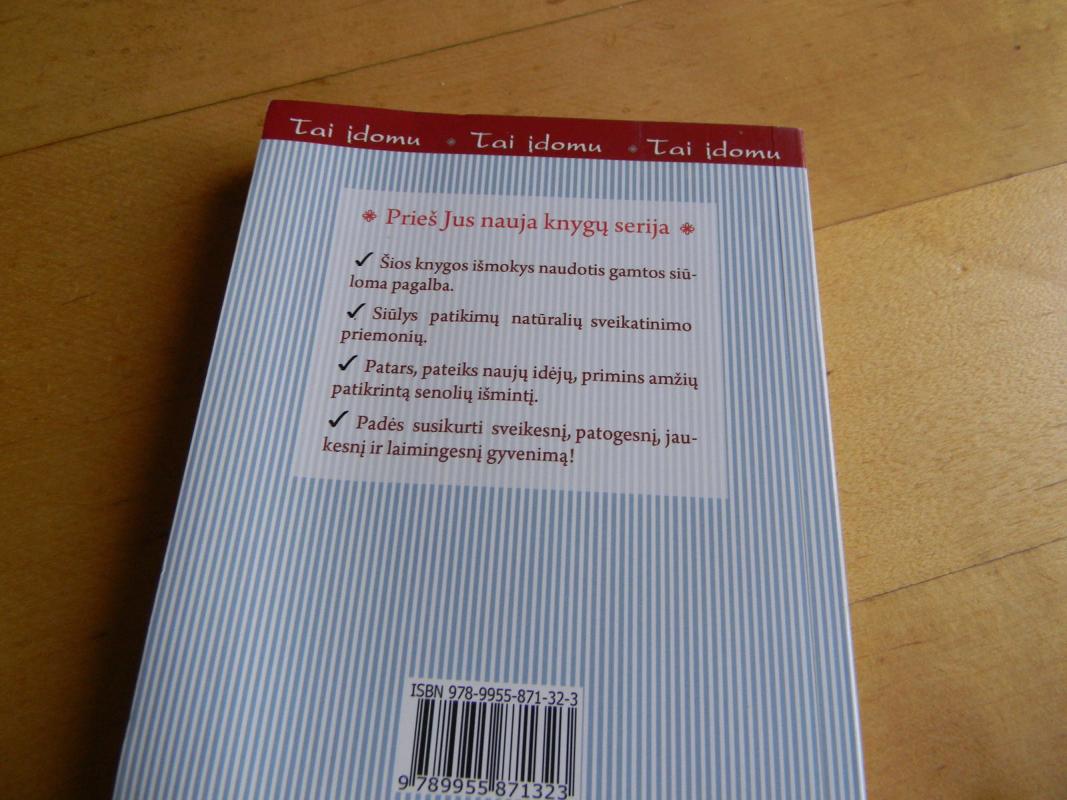 Tai įdomu Tai įdomu Tai įdomu
Prieš Jus nauja knygų serija
✓ Šios knygos išmokys naudotis gamtos siū-
loma pagalba.
✓ Siūlys patikimų natūralių sveikatinimo
priemonių.
✓ Patars, pateiks naujų idėjų, primins amžių
patikrintą senolių išmintį.
✓ Padės susikurti sveikesnį, patogesnį, jau-
kesnį ir laimingesnį gyvenimą!
ISBN 978-9955-871-32-3
9 789955 871323